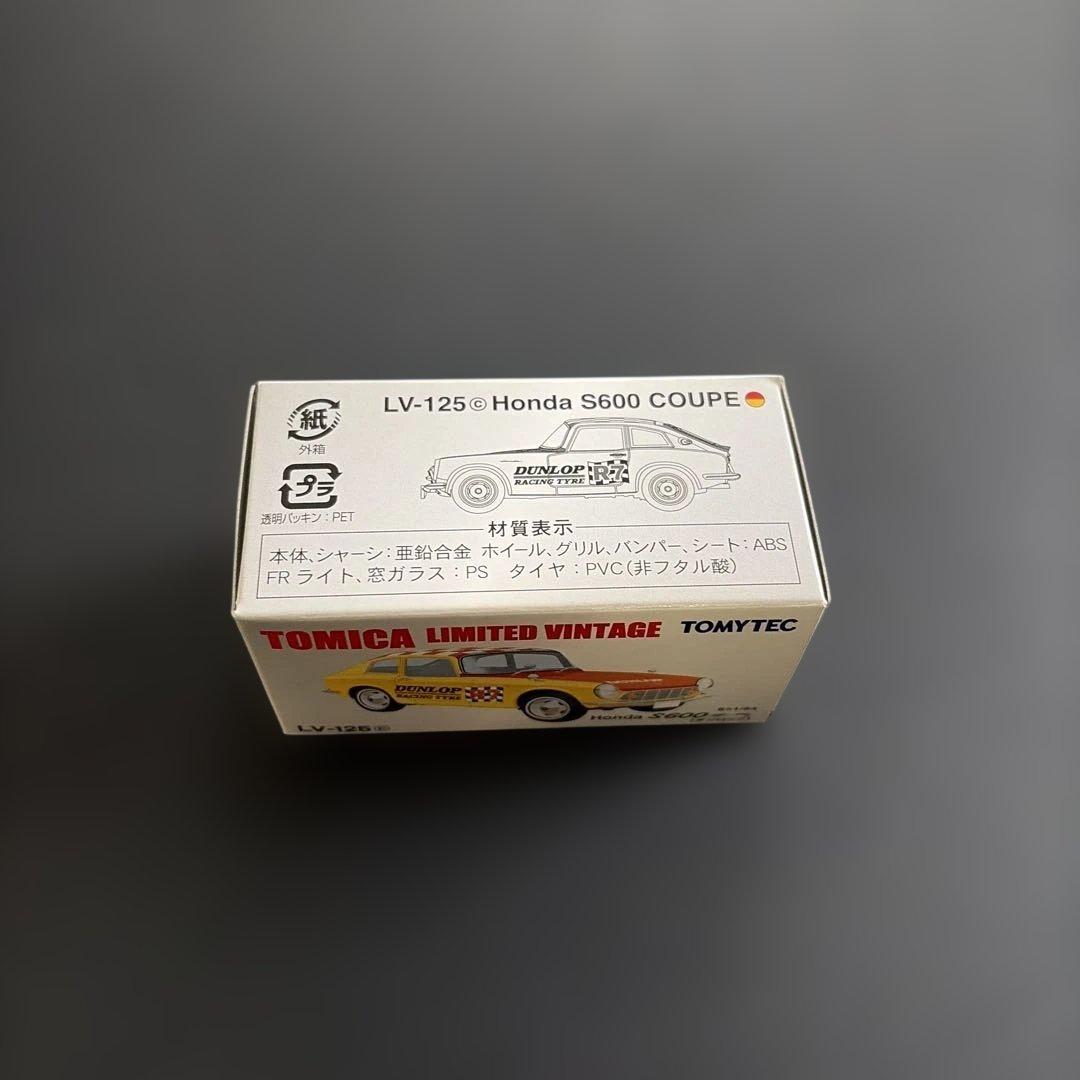 LV-125ⓒ Honda S600 COUPE
紙
外箱
プラ
透明パッキン：PET
DUNLOP R7
RACING TYRE
材質表示
本体、シャーシ：亜鉛合金 ホイール、グリル、バンパー、シート：ABS
FR ライト、窓ガラス：PS タイヤ：PVC（非フタル酸）
TOMICA LIMITED VINTAGE TOMYTEC
DUNLOP R7
RACING TYRE
LV-125ⓒ
Honda S600